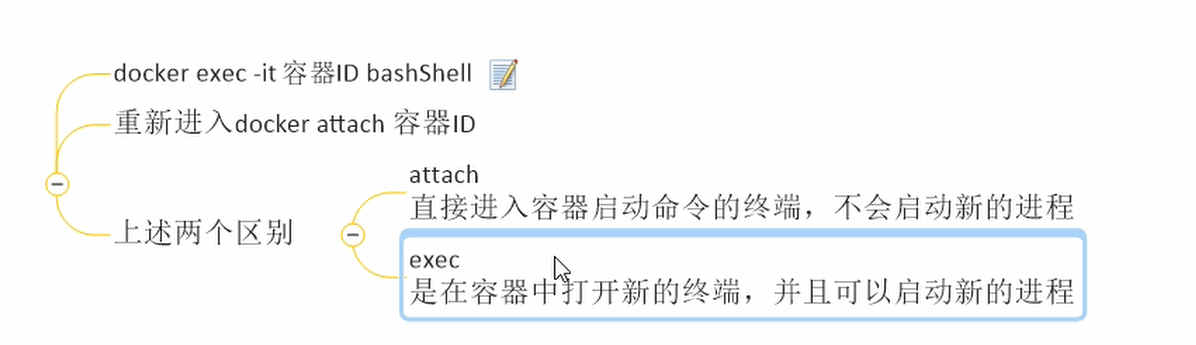 docker exec -it 容器ID bashShell
重新进入docker attach 容器ID
上述两个区别
attach
直接进入容器启动命令的终端，不会启动新的进程
exec
是在容器中打开新的终端，并且可以启动新的进程